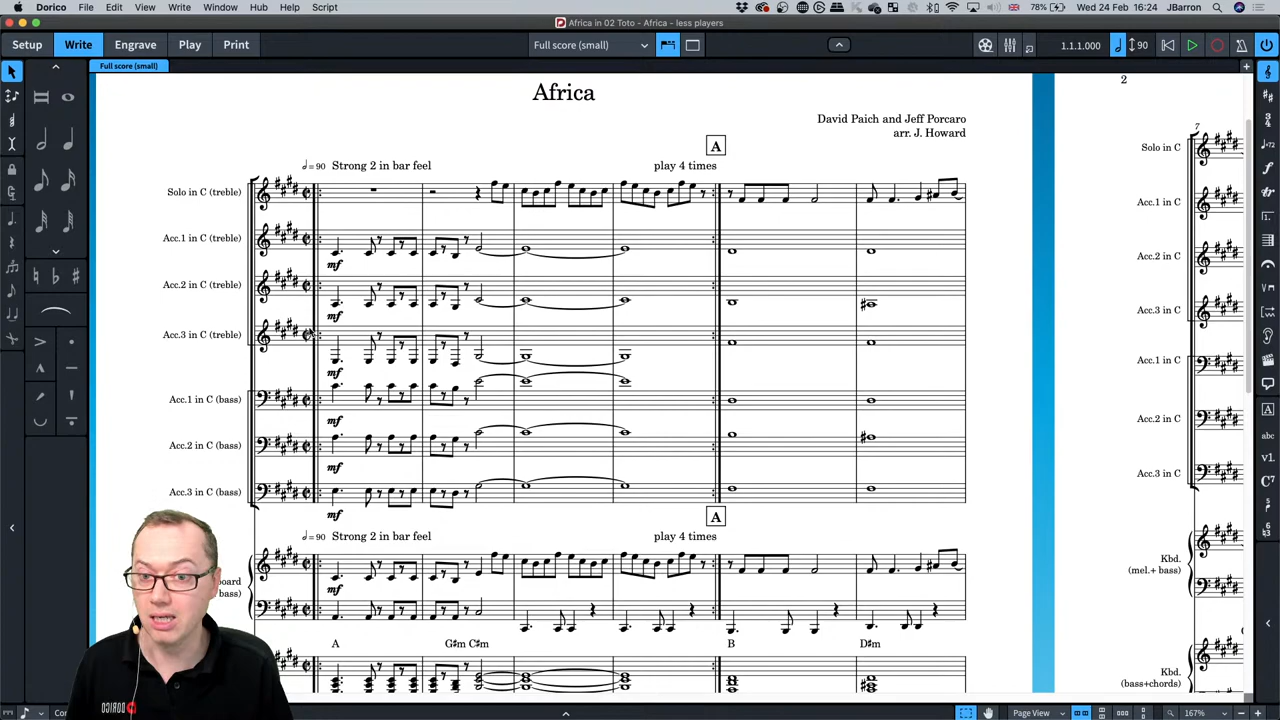 Dorico File Edit Write Window Hub Help Script
78% Wed 24 Feb 16:24 JBarron
Africa in 02 Toto - Africa - less players
Setup Write Engrave Play Print
Full score (small)
1.1.1.000
90
Full score (small)
Africa
2
David Paich and Jeff Porcaro
arr. J. Howard
A
= 90 Strong 2 in bar feel
play 4 times
7
Solo in C (treble)
Acc.1 in C (treble)
mf
Acc.2 in C (treble)
mf
Acc.3 in C (treble)
mf
Acc.1 in C (bass)
mf
Acc.2 in C (bass)
mf
Acc.3 in C (bass)
mf
Solo in C
Acc.1 in C
Acc.2 in C
Acc.3 in C
Acc.1 in C
Acc.2 in C
Acc.3 in C
A
= 90 Strong 2 in bar feel
play 4 times
board
bass)
mf
A G♯m C♯m B D♯m
Kbd.
(mel.+ bass)
Kbd.
(bass+chords)
DORICO
Page View
167%